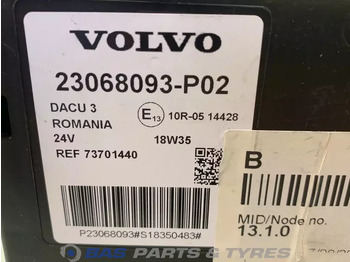 VOLVO
23068093-P02
DACU 3
ROMANIA
E13 10R-05 14428
24V 18W35
REF 73701440
P23068093#S18350483#
B
MID/Node no.
13.1.0
BAS PARTS & TYRES